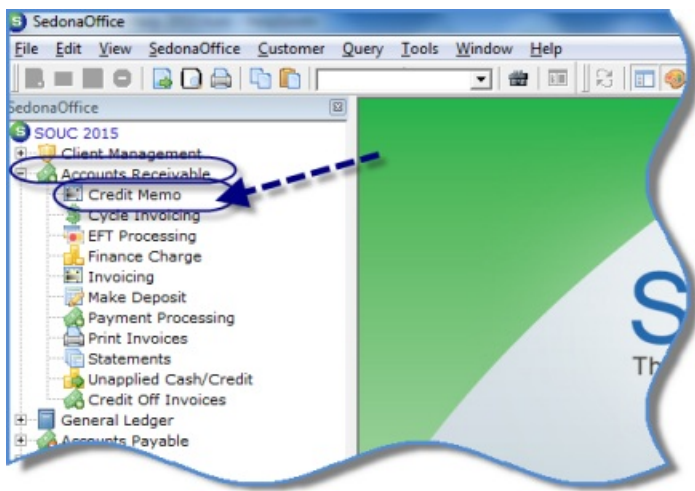 SedonaOffice
File Edit View SedonaOffice Customer Query Tools Window Help
SedonaOffice
SOUC 2015
Client Management
Accounts Receivable
Credit Memo
Cycle Invoicing
EFT Processing
Finance Charge
Invoicing
Make Deposit
Payment Processing
Print Invoices
Statements
Unapplied Cash/Credit
Credit Off Invoices
General Ledger
Accounts Payable
S
Th